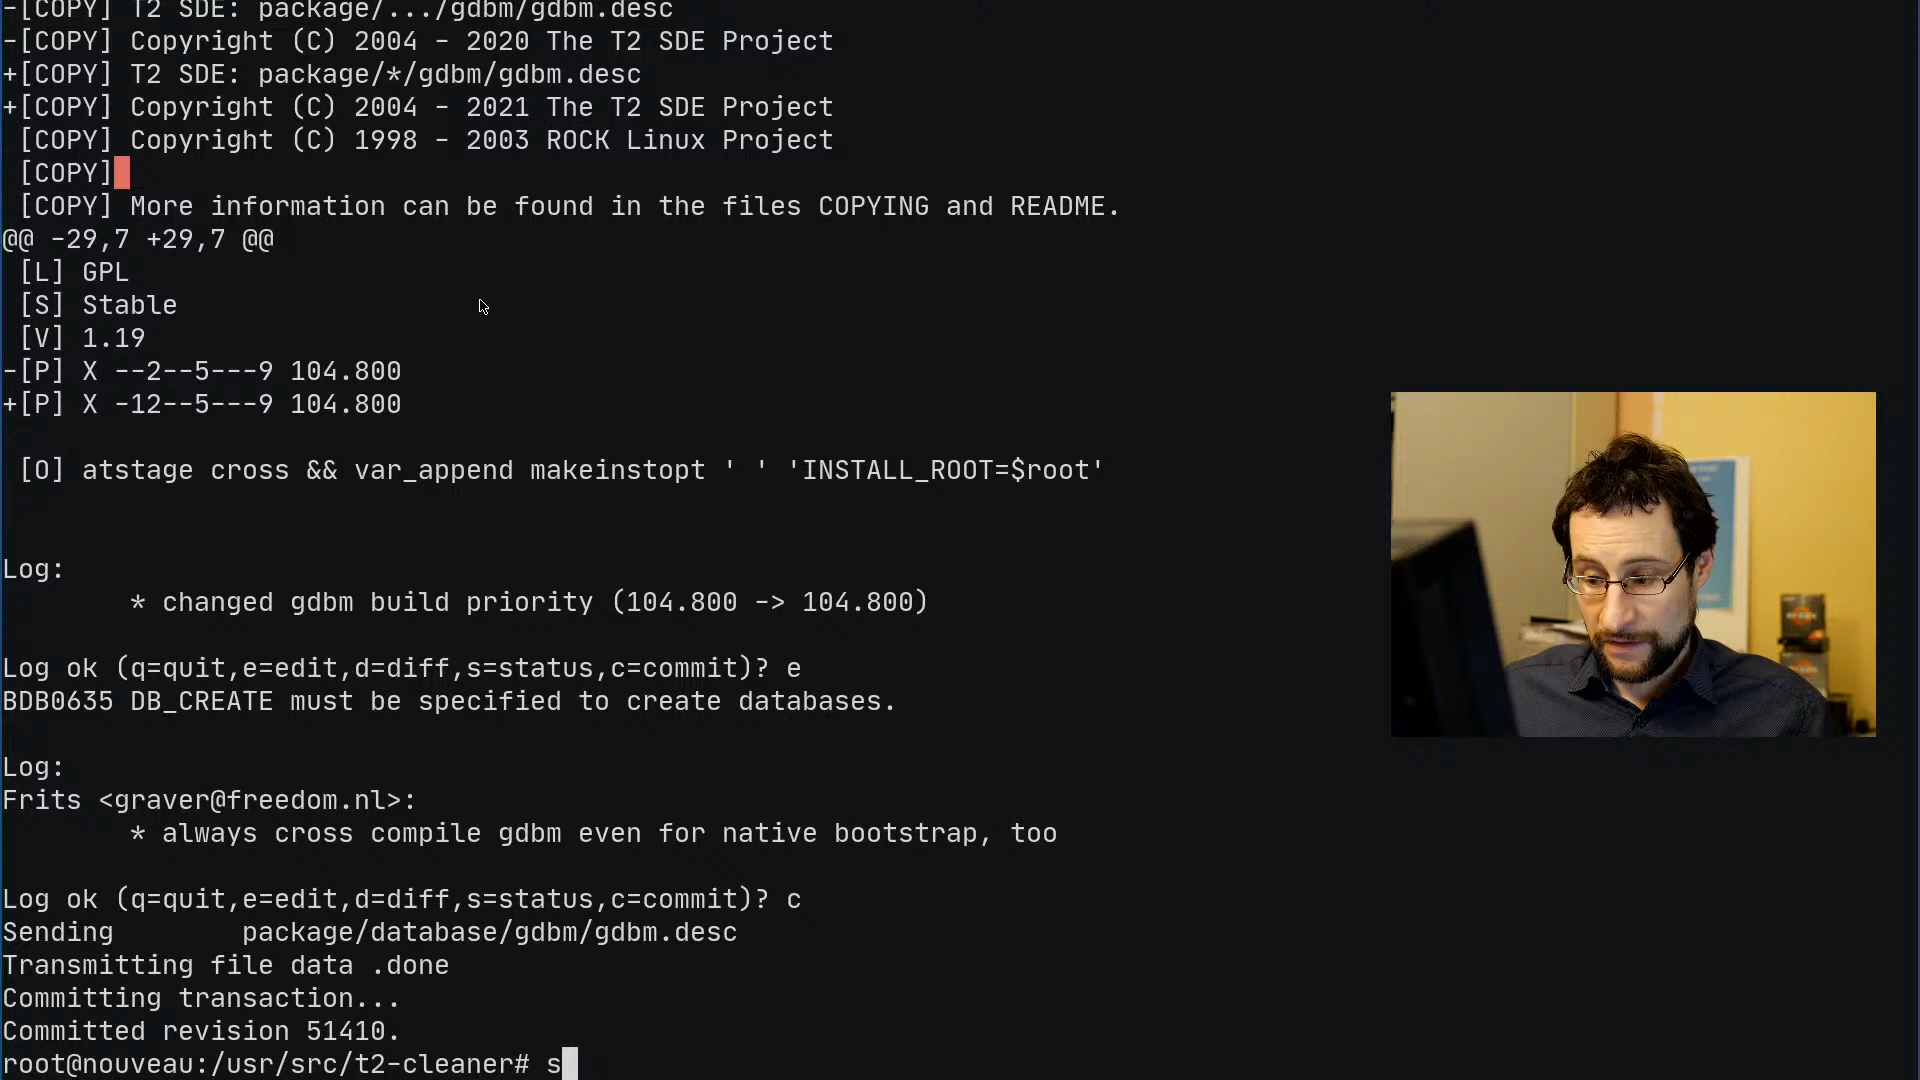 -[COPY] T2 SDE: package/.../gdbm/gdbm.desc
-[COPY] Copyright (C) 2004 - 2020 The T2 SDE Project
+[COPY] T2 SDE: package/*/gdbm/gdbm.desc
+[COPY] Copyright (C) 2004 - 2021 The T2 SDE Project
 [COPY] Copyright (C) 1998 - 2003 ROCK Linux Project
 [COPY]
 [COPY] More information can be found in the files COPYING and README.
@@ -29,7 +29,7 @@
 [L] GPL
 [S] Stable
 [V] 1.19
-[P] X --2--5---9 104.800
+[P] X -12--5---9 104.800
 [O] atstage cross && var_append makeinstopt ' ' 'INSTALL_ROOT=$root'
Log:
        * changed gdbm build priority (104.800 -> 104.800)
Log ok (q=quit,e=edit,d=diff,s=status,c=commit)? e
BDB0635 DB_CREATE must be specified to create databases.
Log:
Frits <graver@freedom.nl>:
        * always cross compile gdbm even for native bootstrap, too
Log ok (q=quit,e=edit,d=diff,s=status,c=commit)? c
Sending        package/database/gdbm/gdbm.desc
Transmitting file data .done
Committing transaction...
Committed revision 51410.
root@nouveau:/usr/src/t2-cleaner# s